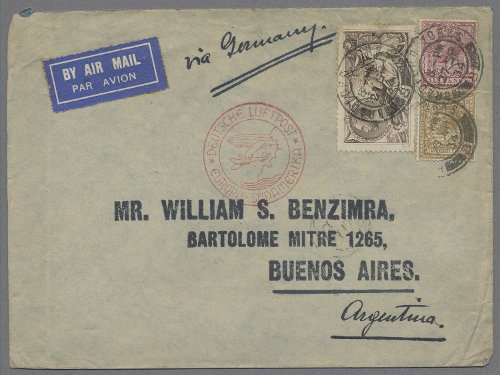 via Germany
BY AIR MAIL
PAR AVION
DEUTSCHE LUFTPOST
EUROPA-SÜDAMERIKA
MR. WILLIAM S. BENZIMRA,
BARTOLOME MITRE 1265,
BUENOS AIRES.
Argentina.